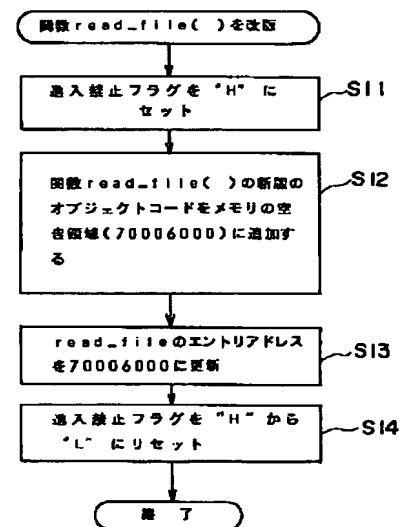 関数read_file( )を改版
進入禁止フラグを "H" に
セット
S11
関数read_file( )の新版の
オブジェクトコードをメモリの空
き領域(70006000)に追加す
る
S12
read_fileのエントリアドレス
を70006000に更新
S13
進入禁止フラグを "H" から
"L" にリセット
S14
終 了